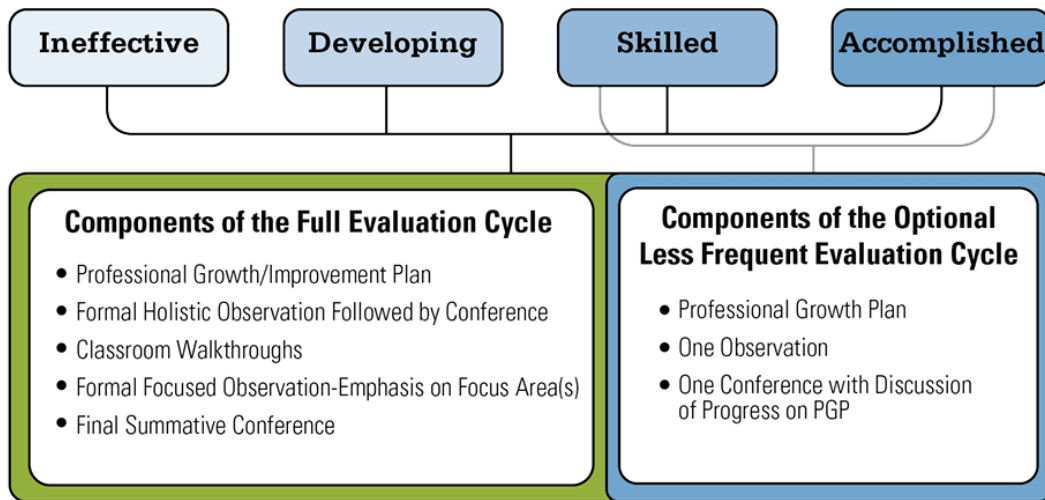 Ineffective
Developing
Skilled
Accomplished
Components of the Full Evaluation Cycle
• Professional Growth/Improvement Plan
• Formal Holistic Observation Followed by Conference
• Classroom Walkthroughs
• Formal Focused Observation-Emphasis on Focus Area(s)
• Final Summative Conference
Components of the Optional
Less Frequent Evaluation Cycle
• Professional Growth Plan
• One Observation
• One Conference with Discussion
of Progress on PGP